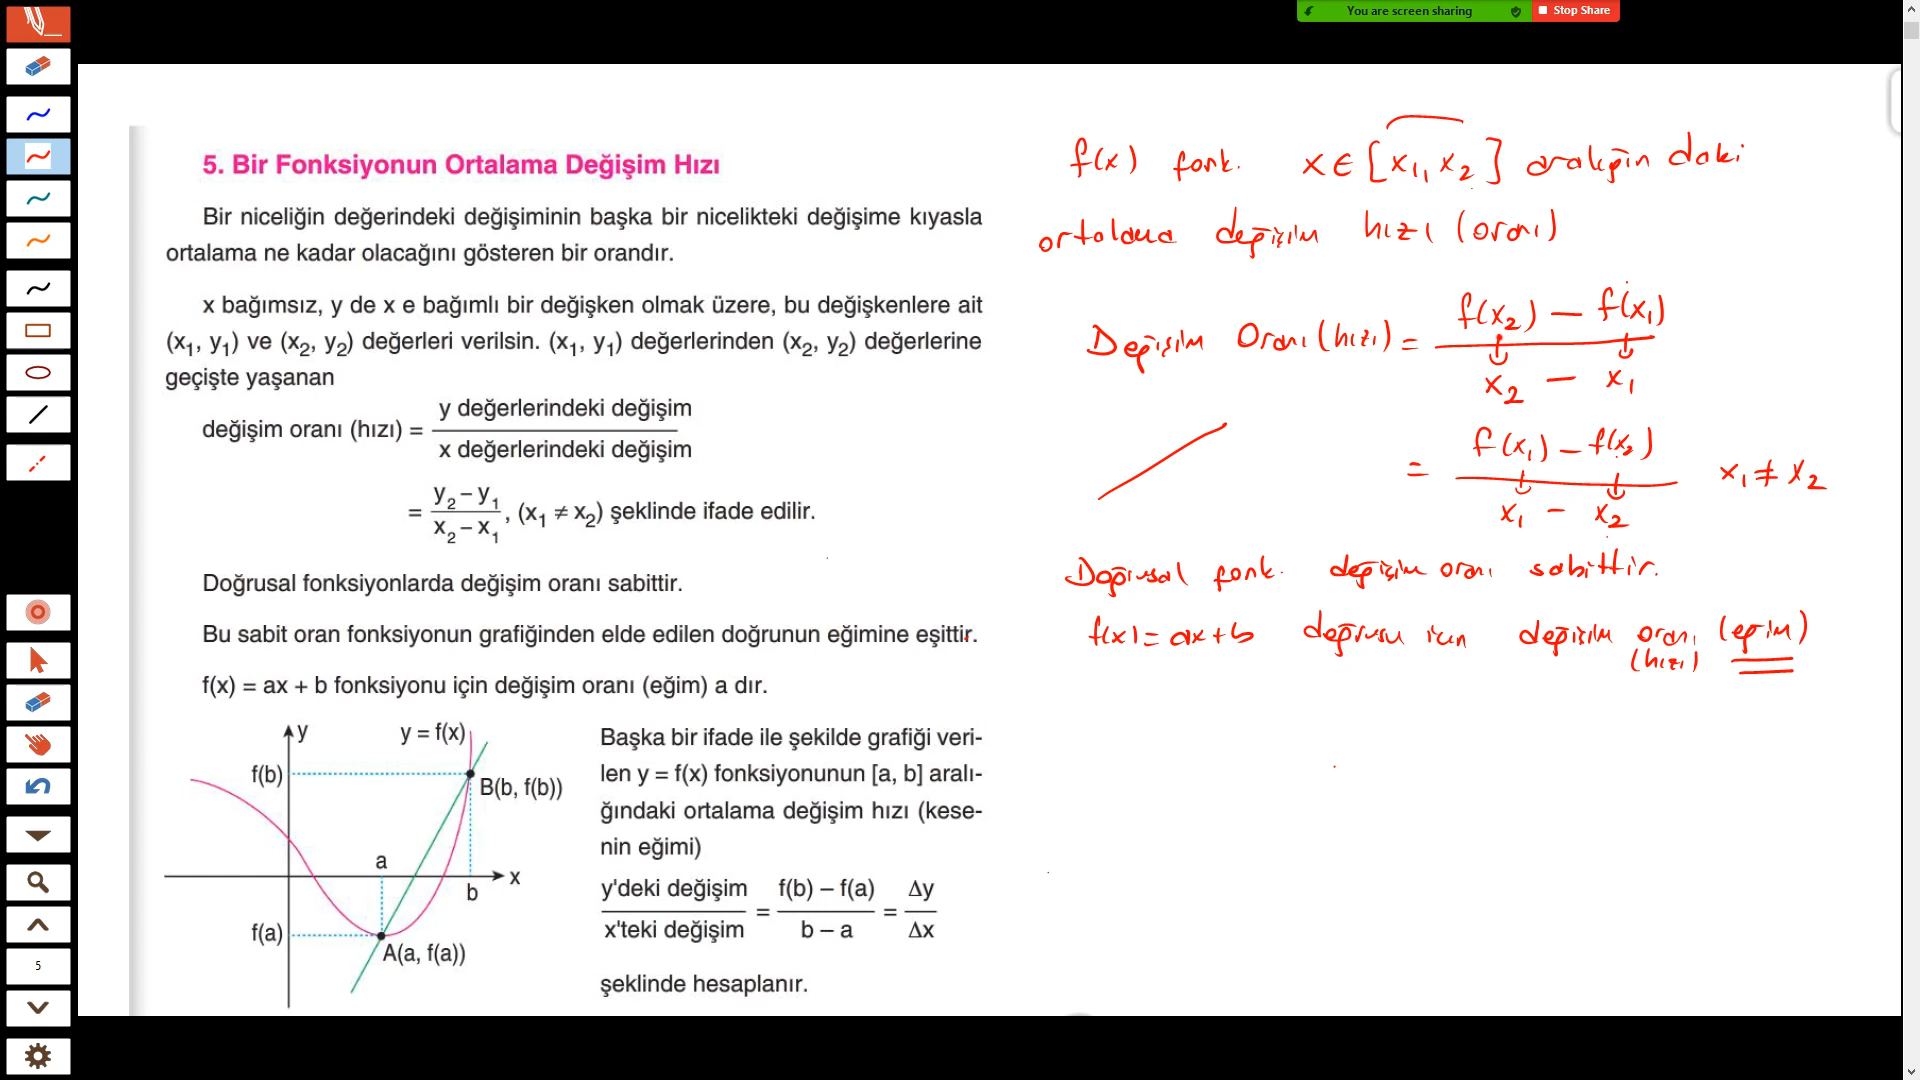 You are screen sharing
Stop Share
5. Bir Fonksiyonun Ortalama Değişim Hızı
Bir niceliğin değerindeki değişiminin başka bir nicelikteki değişime kıyasla
ortalama ne kadar olacağını gösteren bir orandır.
x bağımsız, y de x e bağımlı bir değişken olmak üzere, bu değişkenlere ait
(x₁, y₁) ve (x₂, y₂) değerleri verilsin. (x₁, y₁) değerlerinden (x₂, y₂) değerlerine
geçişte yaşanan
değişim oranı (hızı) = y değerlerindeki değişim / x değerlerindeki değişim
= y₂ – y₁ / x₂ – x₁ , (x₁ ≠ x₂) şeklinde ifade edilir.
Doğrusal fonksiyonlarda değişim oranı sabittir.
Bu sabit oran fonksiyonun grafiğinden elde edilen doğrunun eğimine eşittir.
f(x) = ax + b fonksiyonu için değişim oranı (eğim) a dır.
y
y = f(x)
f(b)
B(b, f(b))
a
x
b
f(a)
A(a, f(a))
Başka bir ifade ile şekilde grafiği veri-
len y = f(x) fonksiyonunun [a, b] aralı-
ğındaki ortalama değişim hızı (kese-
nin eğimi)
y'deki değişim / x'teki değişim = f(b) – f(a) / b – a = Δy / Δx
şeklinde hesaplanır.
f(x) fonk. x ∈ [x₁, x₂] aralığın daki
ortalama değişim hızı (oranı)
Değişim Oranı (hızı) = f(x₂) – f(x₁) / x₂ – x₁
= f(x₁) – f(x₂) / x₁ – x₂ x₁ ≠ x₂
Doğrusal fonk. değişim oranı sabittir.
f(x) = ax + b doğrusu için değişim oranı (eğim)
(hızı)
5